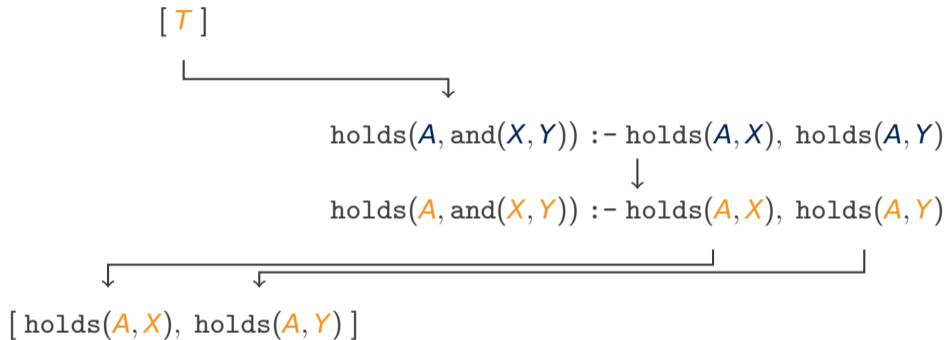 [ T ]
holds(A, and(X, Y)) :- holds(A, X), holds(A, Y)
holds(A, and(X, Y)) :- holds(A, X), holds(A, Y)
[ holds(A, X), holds(A, Y) ]